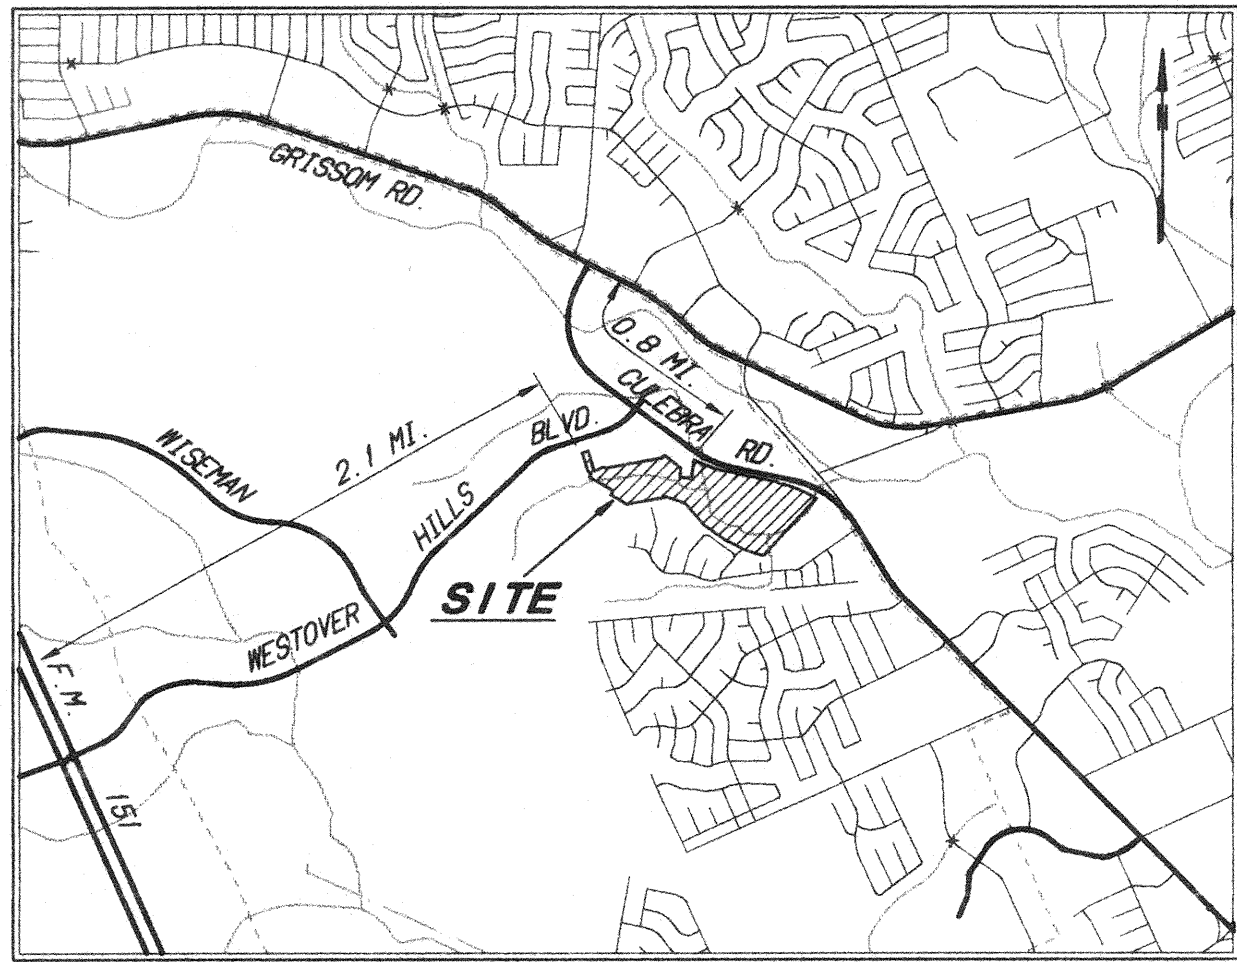 GRISSOM RD.
0.8 MI.
CULEBRA RD.
2.1 MI.
WISEMAN
WESTOVER HILLS BLVD.
SITE
F.M. 151